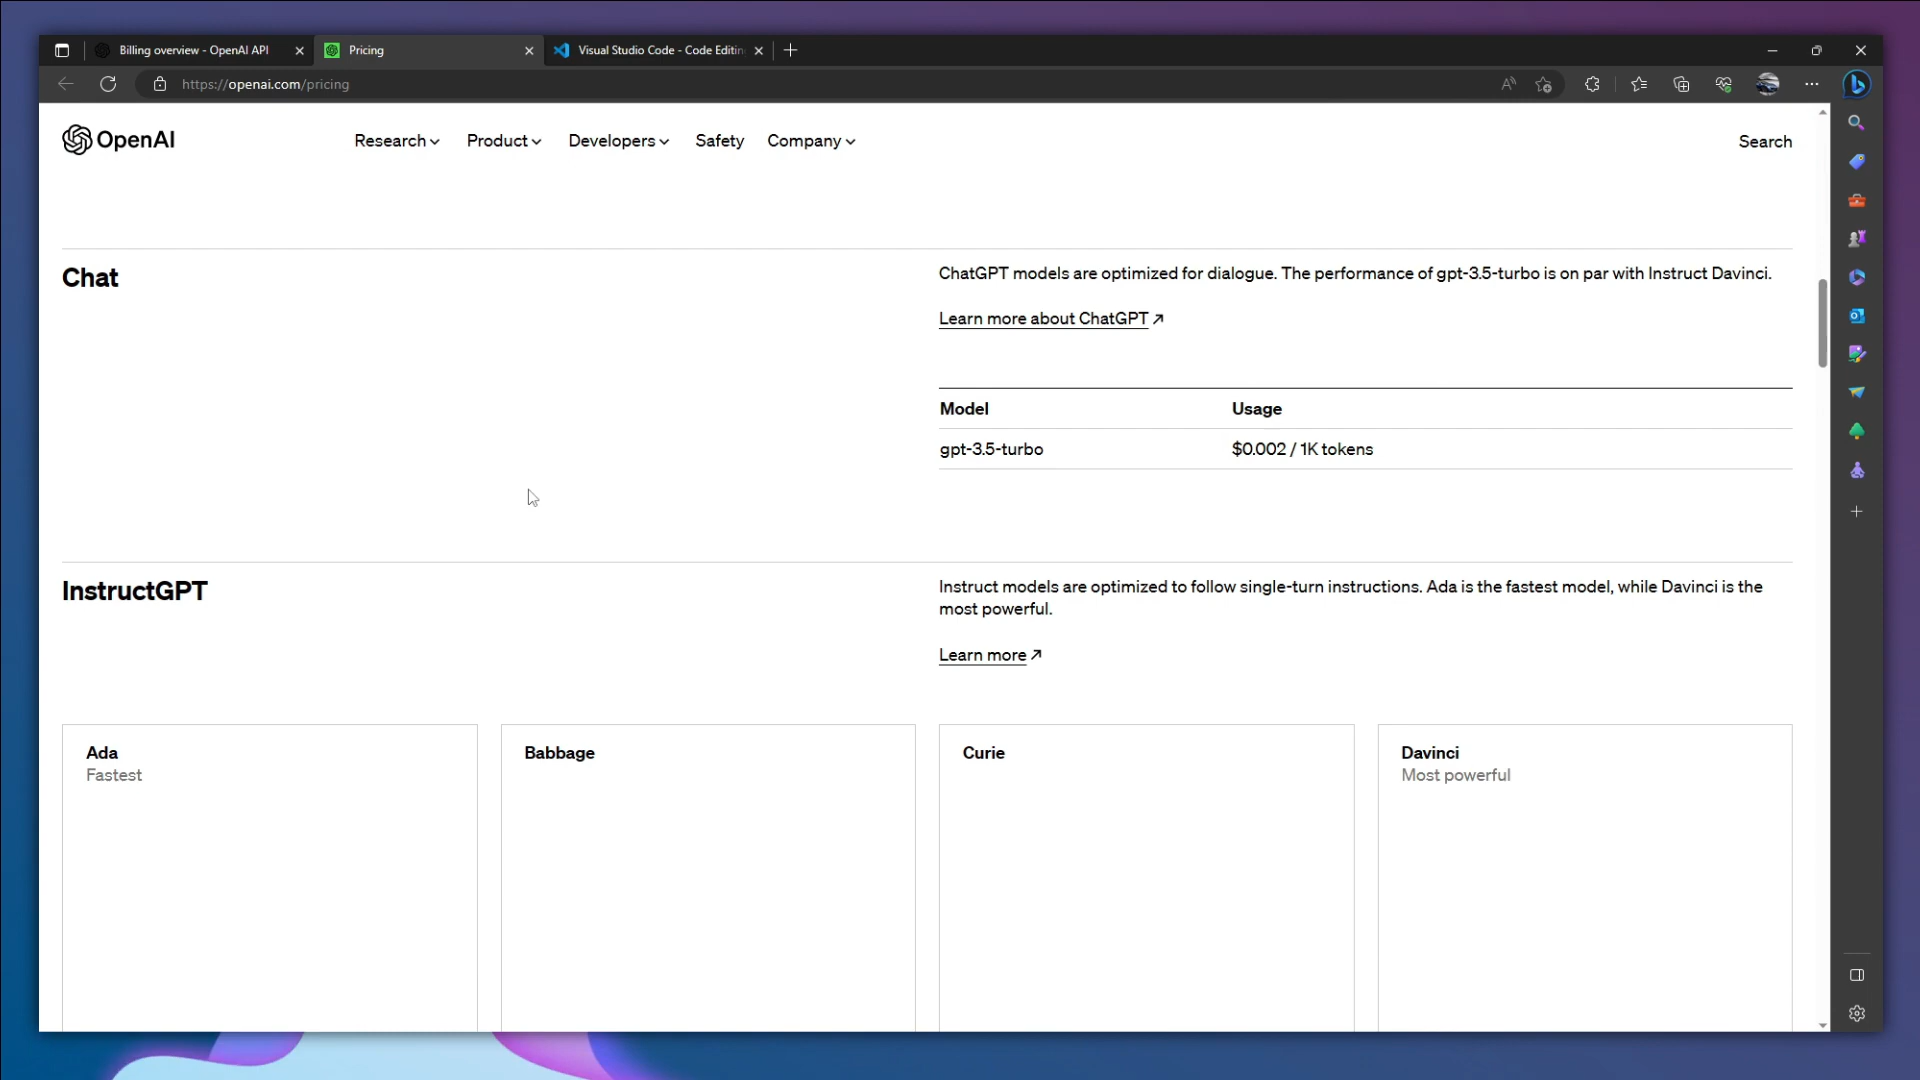 Billing overview - OpenAI API
Pricing
Visual Studio Code - Code Editin
https://openai.com/pricing
OpenAI
Research
Product
Developers
Safety
Company
Search
Chat
ChatGPT models are optimized for dialogue. The performance of gpt-3.5-turbo is on par with Instruct Davinci.
Learn more about ChatGPT ↗
Model
Usage
gpt-3.5-turbo
$0.002 / 1K tokens
InstructGPT
Instruct models are optimized to follow single-turn instructions. Ada is the fastest model, while Davinci is the
most powerful.
Learn more ↗
Ada
Fastest
Babbage
Curie
Davinci
Most powerful